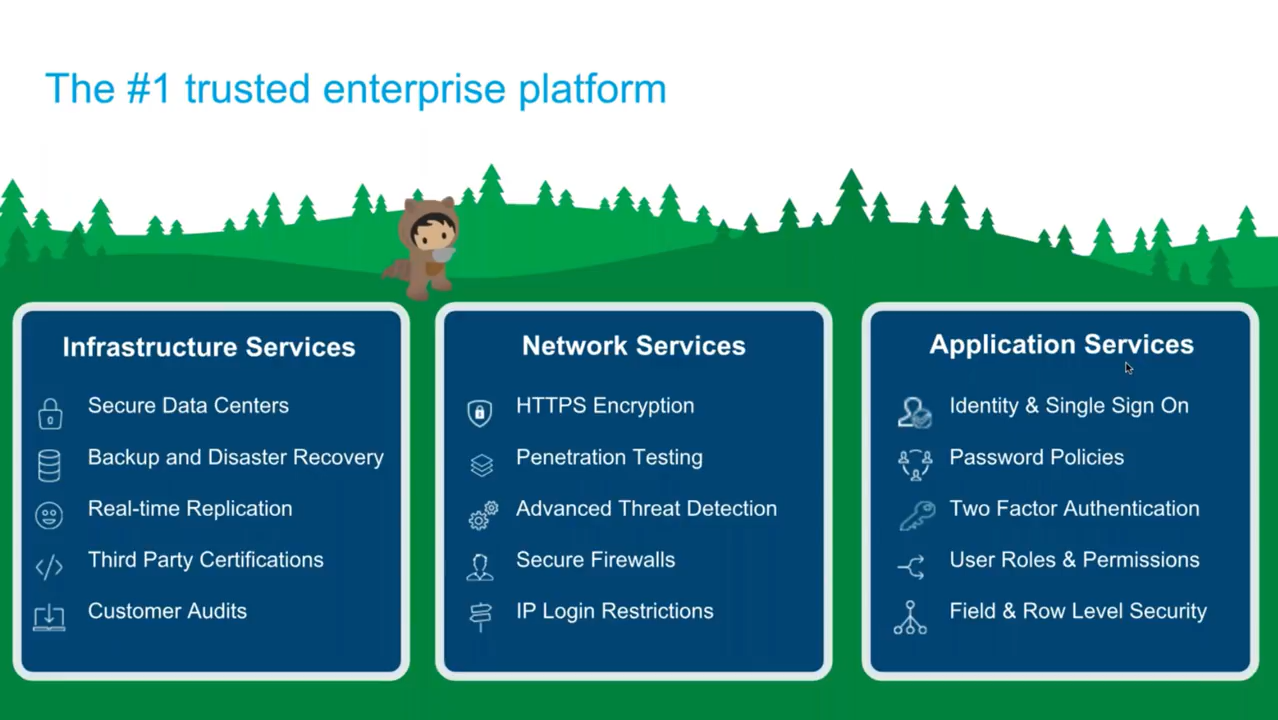 The #1 trusted enterprise platform
Infrastructure Services
Secure Data Centers
Backup and Disaster Recovery
Real-time Replication
Third Party Certifications
Customer Audits
Network Services
HTTPS Encryption
Penetration Testing
Advanced Threat Detection
Secure Firewalls
IP Login Restrictions
Application Services
Identity & Single Sign On
Password Policies
Two Factor Authentication
User Roles & Permissions
Field & Row Level Security